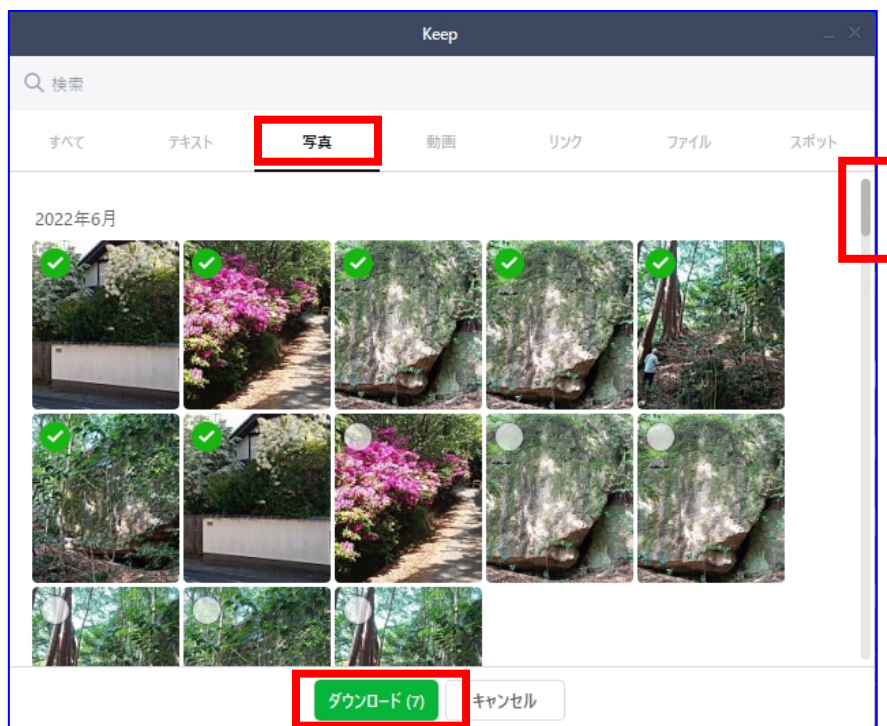 Keep
検索
すべて テキスト 写真 動画 リンク ファイル スポット
2022年6月
ダウンロード (7) キャンセル